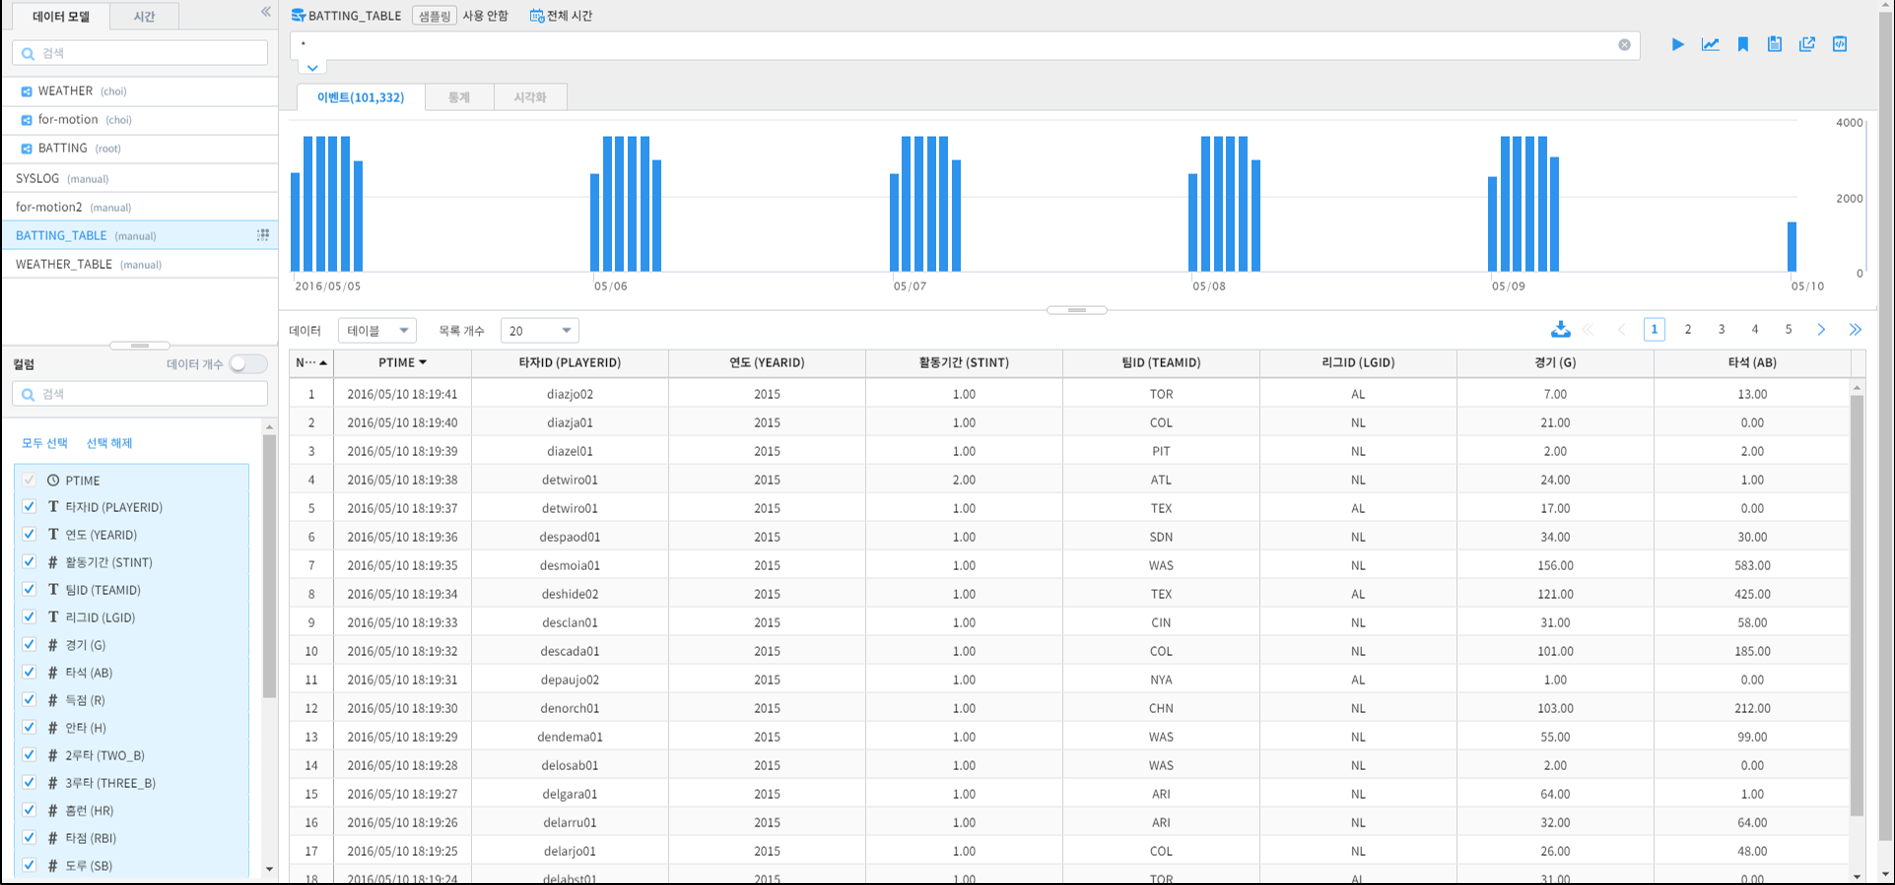 데이터 모델 시간
검색
WEATHER (choi)
for-motion (choi)
BATTING (root)
SYSLOG (manual)
for-motion2 (manual)
BATTING_TABLE (manual)
WEATHER_TABLE (manual)
컬럼 데이터 개수
검색
모두 선택 선택 해제
PTIME
T 타자ID (PLAYERID)
T 연도 (YEARID)
# 활동기간 (STINT)
T 팀ID (TEAMID)
T 리그ID (LGID)
# 경기 (G)
# 타석 (AB)
# 득점 (R)
# 안타 (H)
# 2루타 (TWO_B)
# 3루타 (THREE_B)
# 홈런 (HR)
# 타점 (RBI)
# 도루 (SB)
BATTING_TABLE 샘플링 사용 안함 전체 시간
*
이벤트(101,332) 통계 시각화
4000
2000
0
2016/05/05 05/06 05/07 05/08 05/09 05/10
데이터 테이블 목록 개수 20 1 2 3 4 5
N··· PTIME 타자ID (PLAYERID) 연도 (YEARID) 활동기간 (STINT) 팀ID (TEAMID) 리그ID (LGID) 경기 (G) 타석 (AB)
1 2016/05/10 18:19:41 diazjo02 2015 1.00 TOR AL 7.00 13.00
2 2016/05/10 18:19:40 diazja01 2015 1.00 COL NL 21.00 0.00
3 2016/05/10 18:19:39 diazel01 2015 1.00 PIT NL 2.00 2.00
4 2016/05/10 18:19:38 detwiro01 2015 2.00 ATL NL 24.00 1.00
5 2016/05/10 18:19:37 detwiro01 2015 1.00 TEX AL 17.00 0.00
6 2016/05/10 18:19:36 despaod01 2015 1.00 SDN NL 34.00 30.00
7 2016/05/10 18:19:35 desmoia01 2015 1.00 WAS NL 156.00 583.00
8 2016/05/10 18:19:34 deshide02 2015 1.00 TEX AL 121.00 425.00
9 2016/05/10 18:19:33 desclan01 2015 1.00 CIN NL 31.00 58.00
10 2016/05/10 18:19:32 descada01 2015 1.00 COL NL 101.00 185.00
11 2016/05/10 18:19:31 depaujo02 2015 1.00 NYA AL 1.00 0.00
12 2016/05/10 18:19:30 denorch01 2015 1.00 CHN NL 103.00 212.00
13 2016/05/10 18:19:29 dendema01 2015 1.00 WAS NL 55.00 99.00
14 2016/05/10 18:19:28 delosab01 2015 1.00 WAS NL 2.00 0.00
15 2016/05/10 18:19:27 delgara01 2015 1.00 ARI NL 64.00 1.00
16 2016/05/10 18:19:26 delarru01 2015 1.00 ARI NL 32.00 64.00
17 2016/05/10 18:19:25 delarjo01 2015 1.00 COL NL 26.00 48.00
18 2016/05/10 18:19:24 delabst01 2015 1.00 TOR AL 31.00 0.00